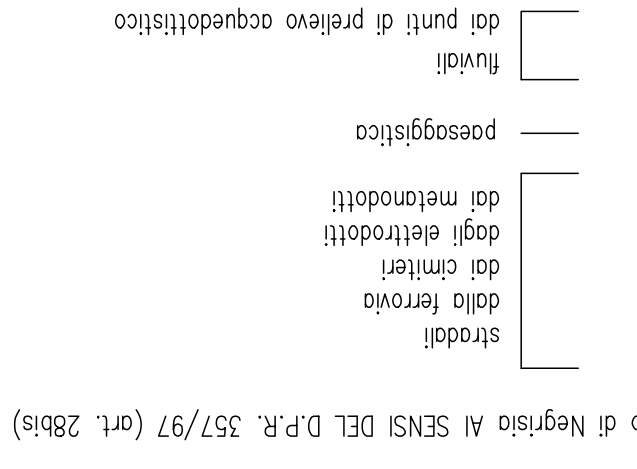 o di Negrisia AI SENSI DEL D.P.R. 357/97 (art. 28bis)
stradali
dalla ferrovia
dai cimiteri
dagli elettrodotti
dai metanodotti
paesaggistica
fluviali
dai punti di prelievo acquedottistico